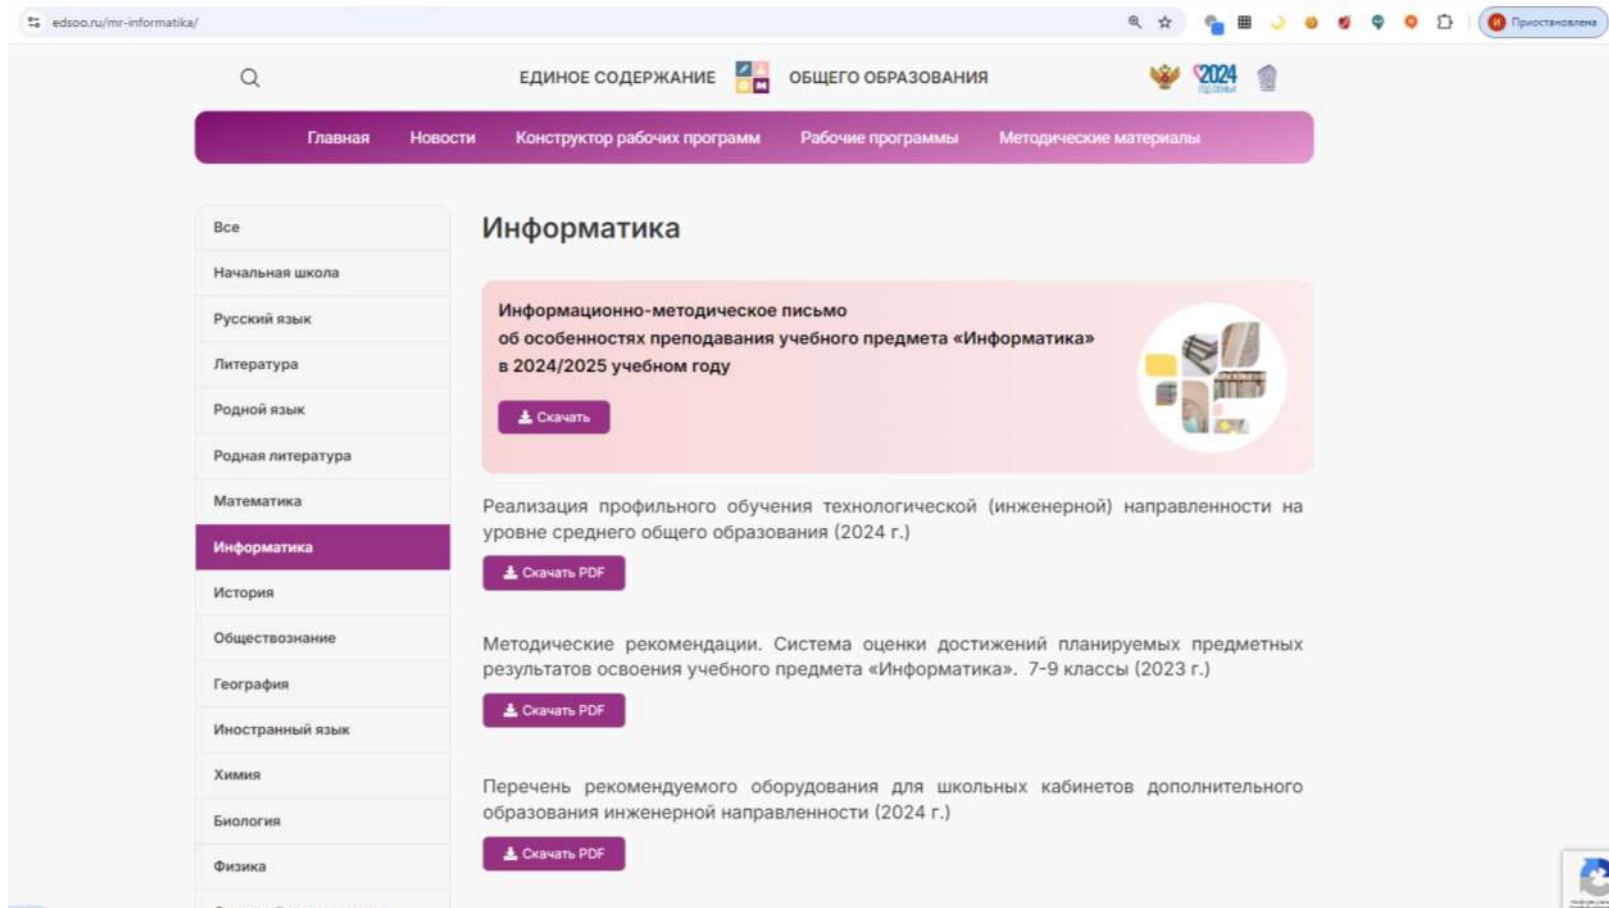 edsoo.ru/mr-informatika/
Приостановлена
ЕДИНОЕ СОДЕРЖАНИЕ ОБЩЕГО ОБРАЗОВАНИЯ
2024
Главная Новости Конструктор рабочих программ Рабочие программы Методические материалы
Все
Начальная школа
Русский язык
Литература
Родной язык
Родная литература
Математика
Информатика
История
Обществознание
География
Иностранный язык
Химия
Биология
Физика
Информатика
Информационно-методическое письмо
об особенностях преподавания учебного предмета «Информатика»
в 2024/2025 учебном году
Скачать
Реализация профильного обучения технологической (инженерной) направленности на
уровне среднего общего образования (2024 г.)
Скачать PDF
Методические рекомендации. Система оценки достижений планируемых предметных
результатов освоения учебного предмета «Информатика». 7-9 классы (2023 г.)
Скачать PDF
Перечень рекомендуемого оборудования для школьных кабинетов дополнительного
образования инженерной направленности (2024 г.)
Скачать PDF